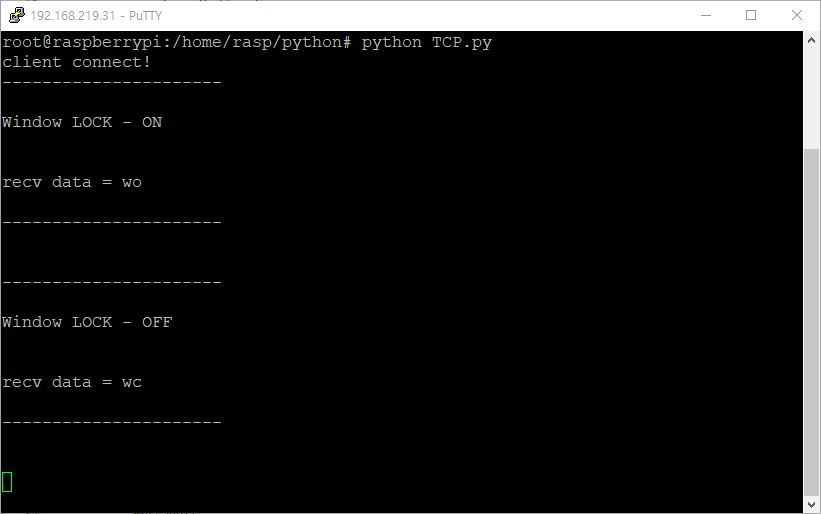 192.168.219.31 - PuTTY
root@raspberrypi:/home/rasp/python# python TCP.py
client connect!
----------------------
Window LOCK - ON
recv data = wo
----------------------
----------------------
Window LOCK - OFF
recv data = wc
----------------------